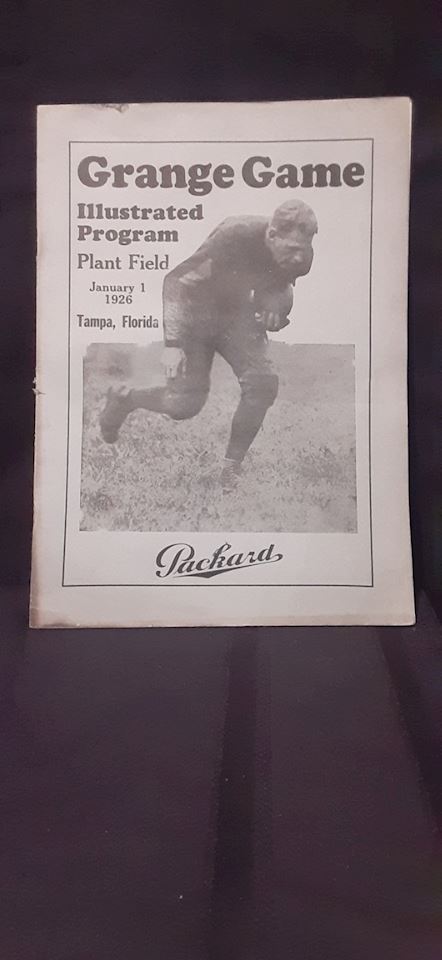 Grange Game
Illustrated
Program
Plant Field
January 1
1926
Tampa, Florida
Packard